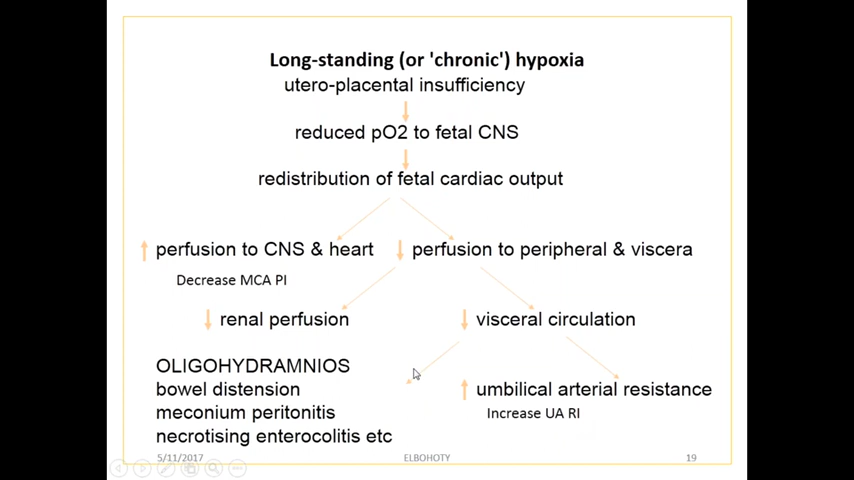 Long-standing (or 'chronic') hypoxia
utero-placental insufficiency
reduced pO2 to fetal CNS
redistribution of fetal cardiac output
perfusion to CNS & heart
perfusion to peripheral & viscera
Decrease MCA PI
renal perfusion
visceral circulation
OLIGOHYDRAMNIOS
bowel distension
meconium peritonitis
necrotising enterocolitis etc
umbilical arterial resistance
Increase UA RI
5/11/2017
ELBOHOTY
19